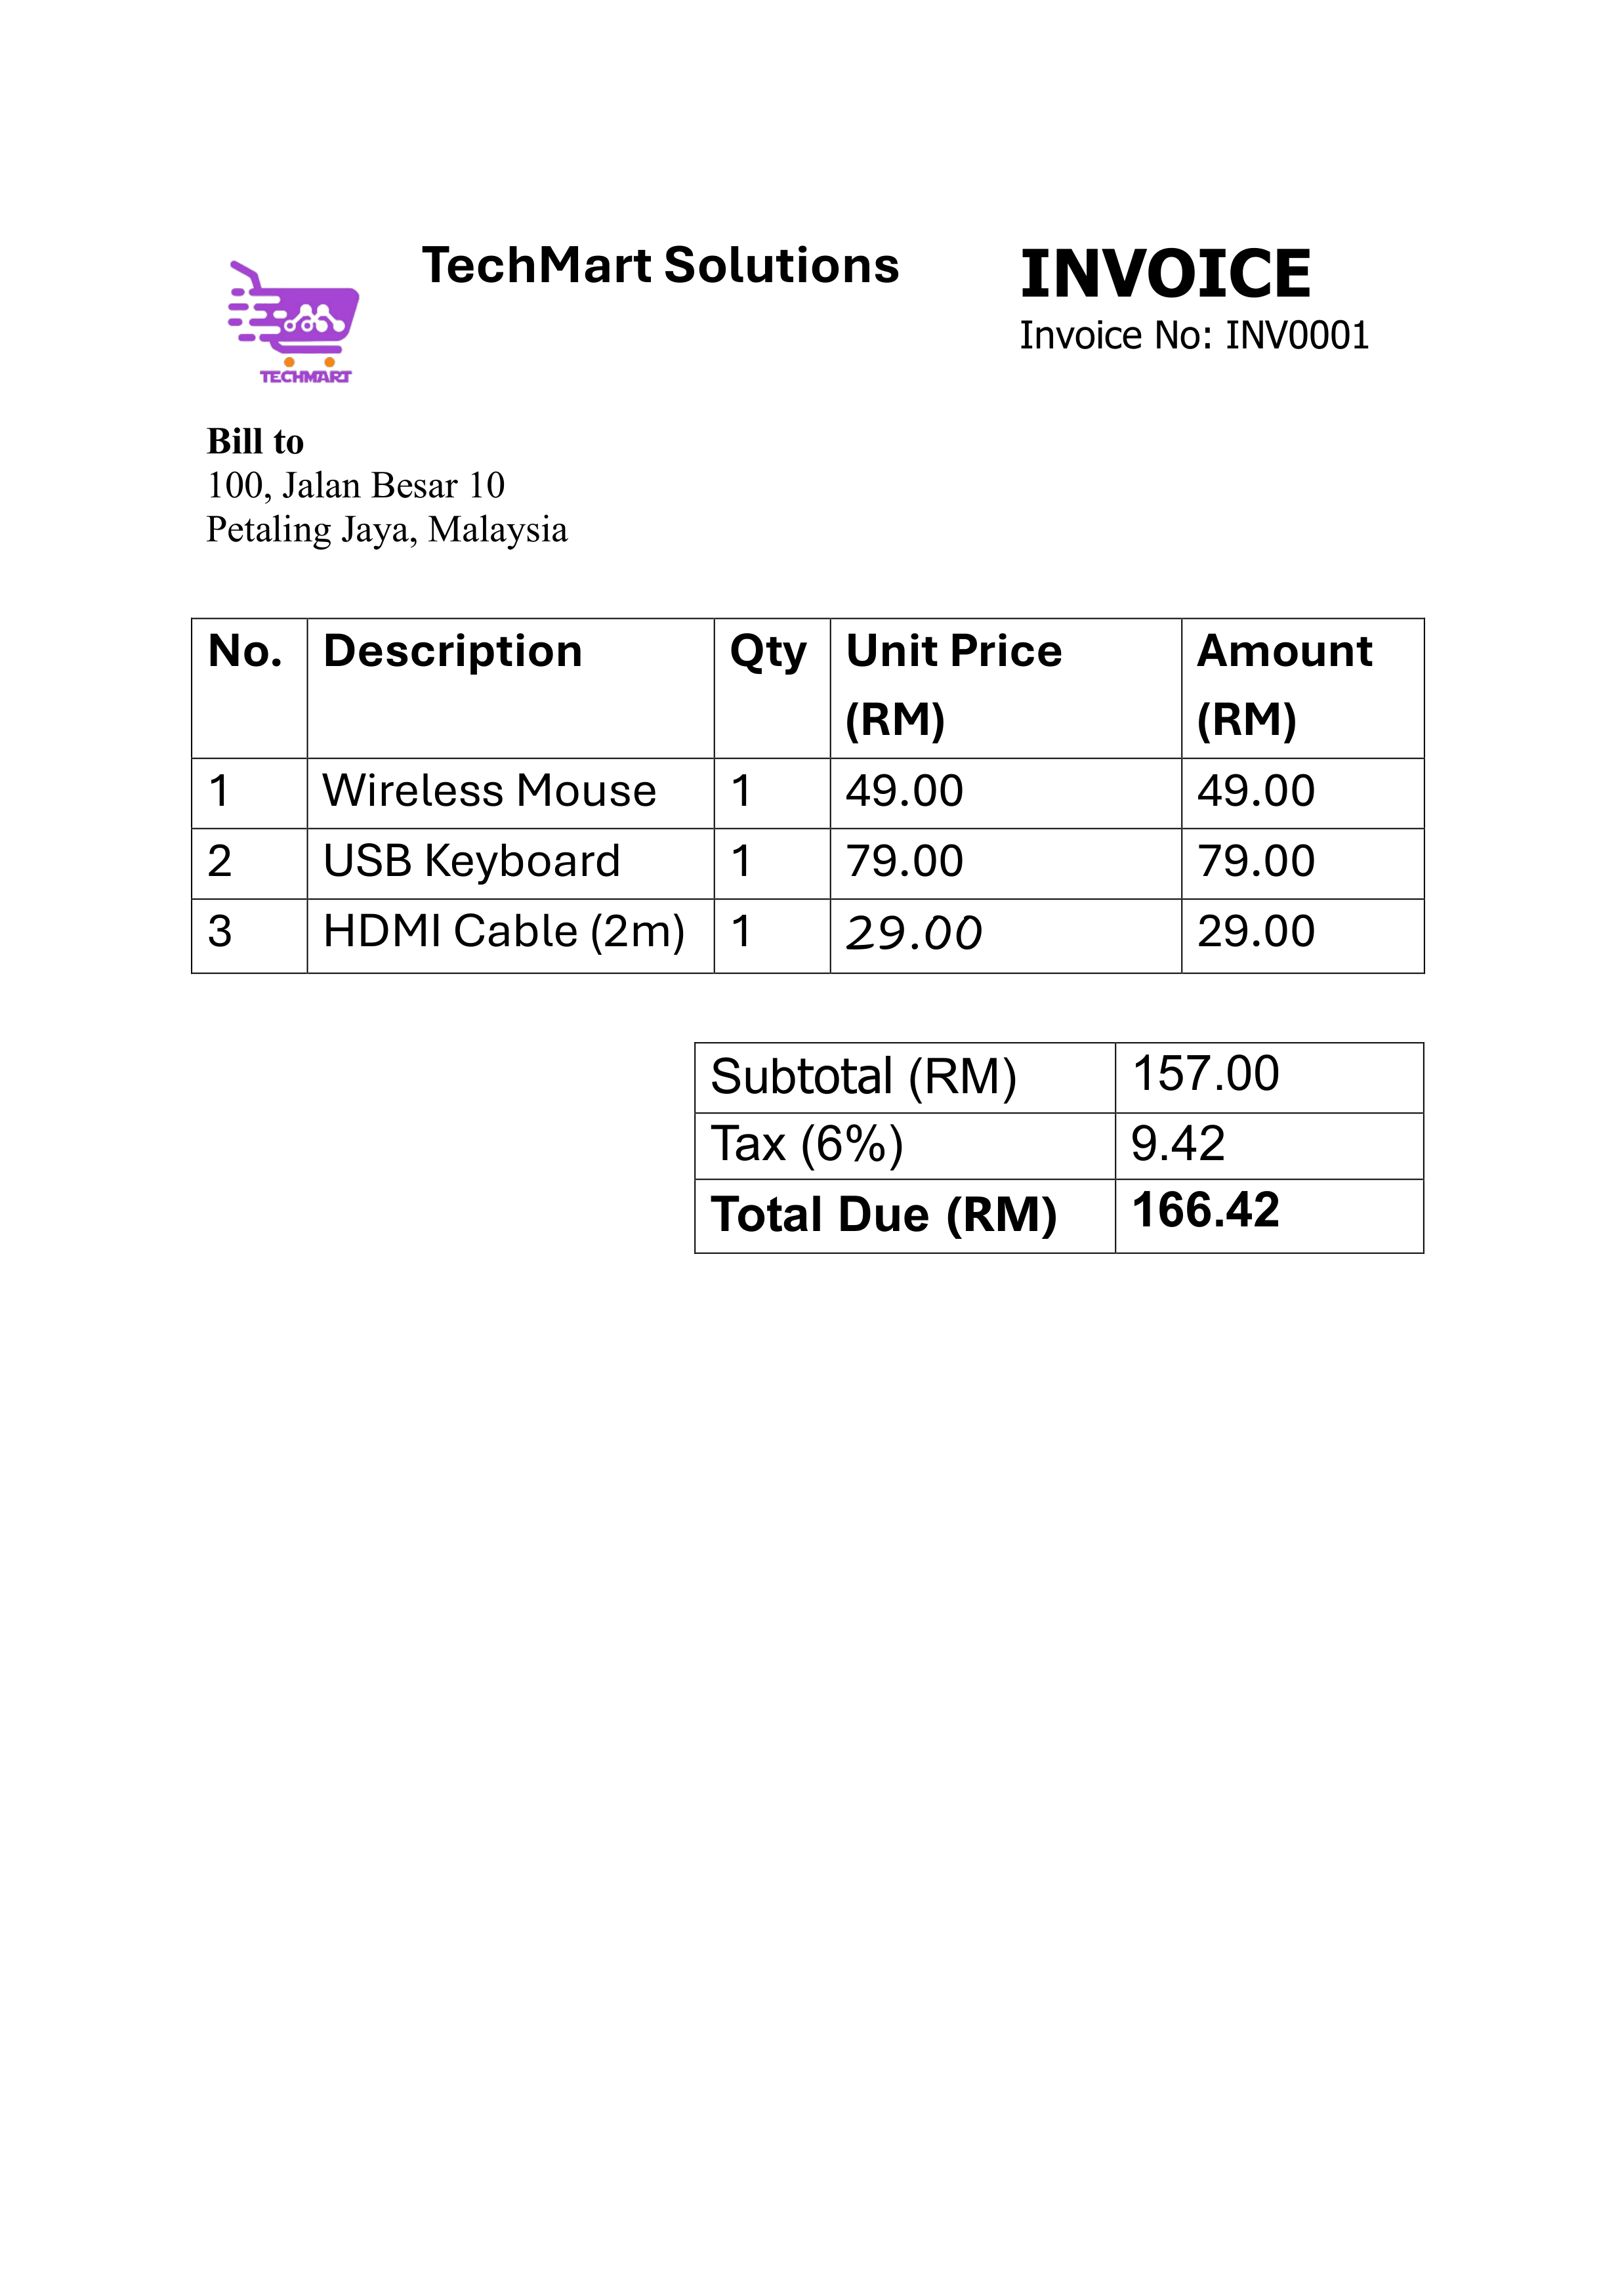 TechMart Solutions
INVOICE
Invoice No: INV0001
TECHMART
Bill to
100, Jalan Besar 10
Petaling Jaya, Malaysia
No. Description Qty Unit Price (RM) Amount (RM)
1 Wireless Mouse 1 49.00 49.00
2 USB Keyboard 1 79.00 79.00
3 HDMI Cable (2m) 1 29.00 29.00
Subtotal (RM) 157.00
Tax (6%) 9.42
Total Due (RM) 166.42